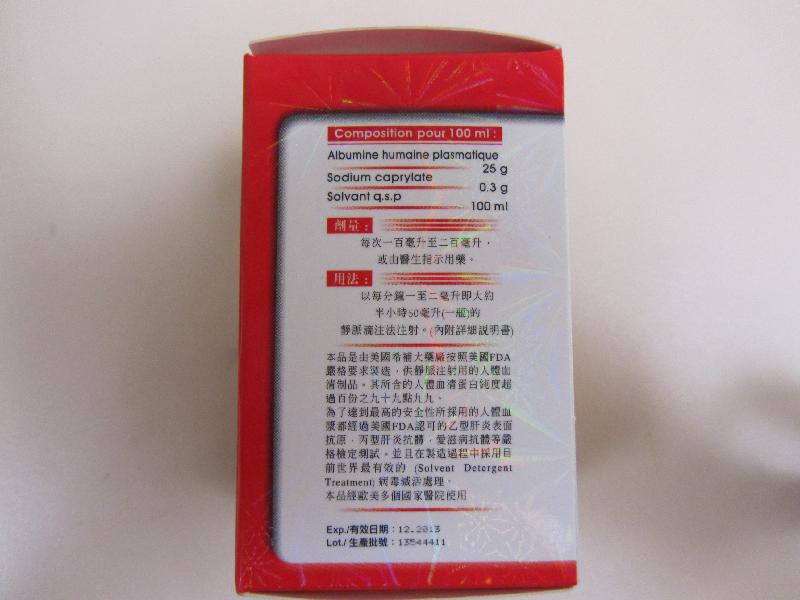 Composition pour 100 ml :
Albumine humaine plasmatique
25 g
Sodium caprylate
0.3 g
Solvant q.s.p
100 ml
劑量：
每次一百毫升至二百毫升，
或由醫生指示用藥。
用法：
以每分鐘一至二毫升即大約
半小時50毫升(一瓶)的
靜脈滴注法注射。(內附詳細説明書)
本品是由美國希補大藥廠按照美國FDA
嚴格要求製造，供靜脈注射用的人體血
清制品。其所含的人體血清蛋白純度超
過百份之九十九點九九。
為了達到最高的安全性所採用的人體血
漿都經過美國FDA認可的乙型肝炎表面
抗原，丙型肝炎抗體，愛滋病抗體等嚴
格檢定測試。並且在製造過程中採用目
前世界最有效的 (Solvent Detergent
Treatment) 病毒滅活處理。
本品經歐美多個國家醫院使用
Exp./有效日期：12.2013
Lot./ 生產批號：13544411